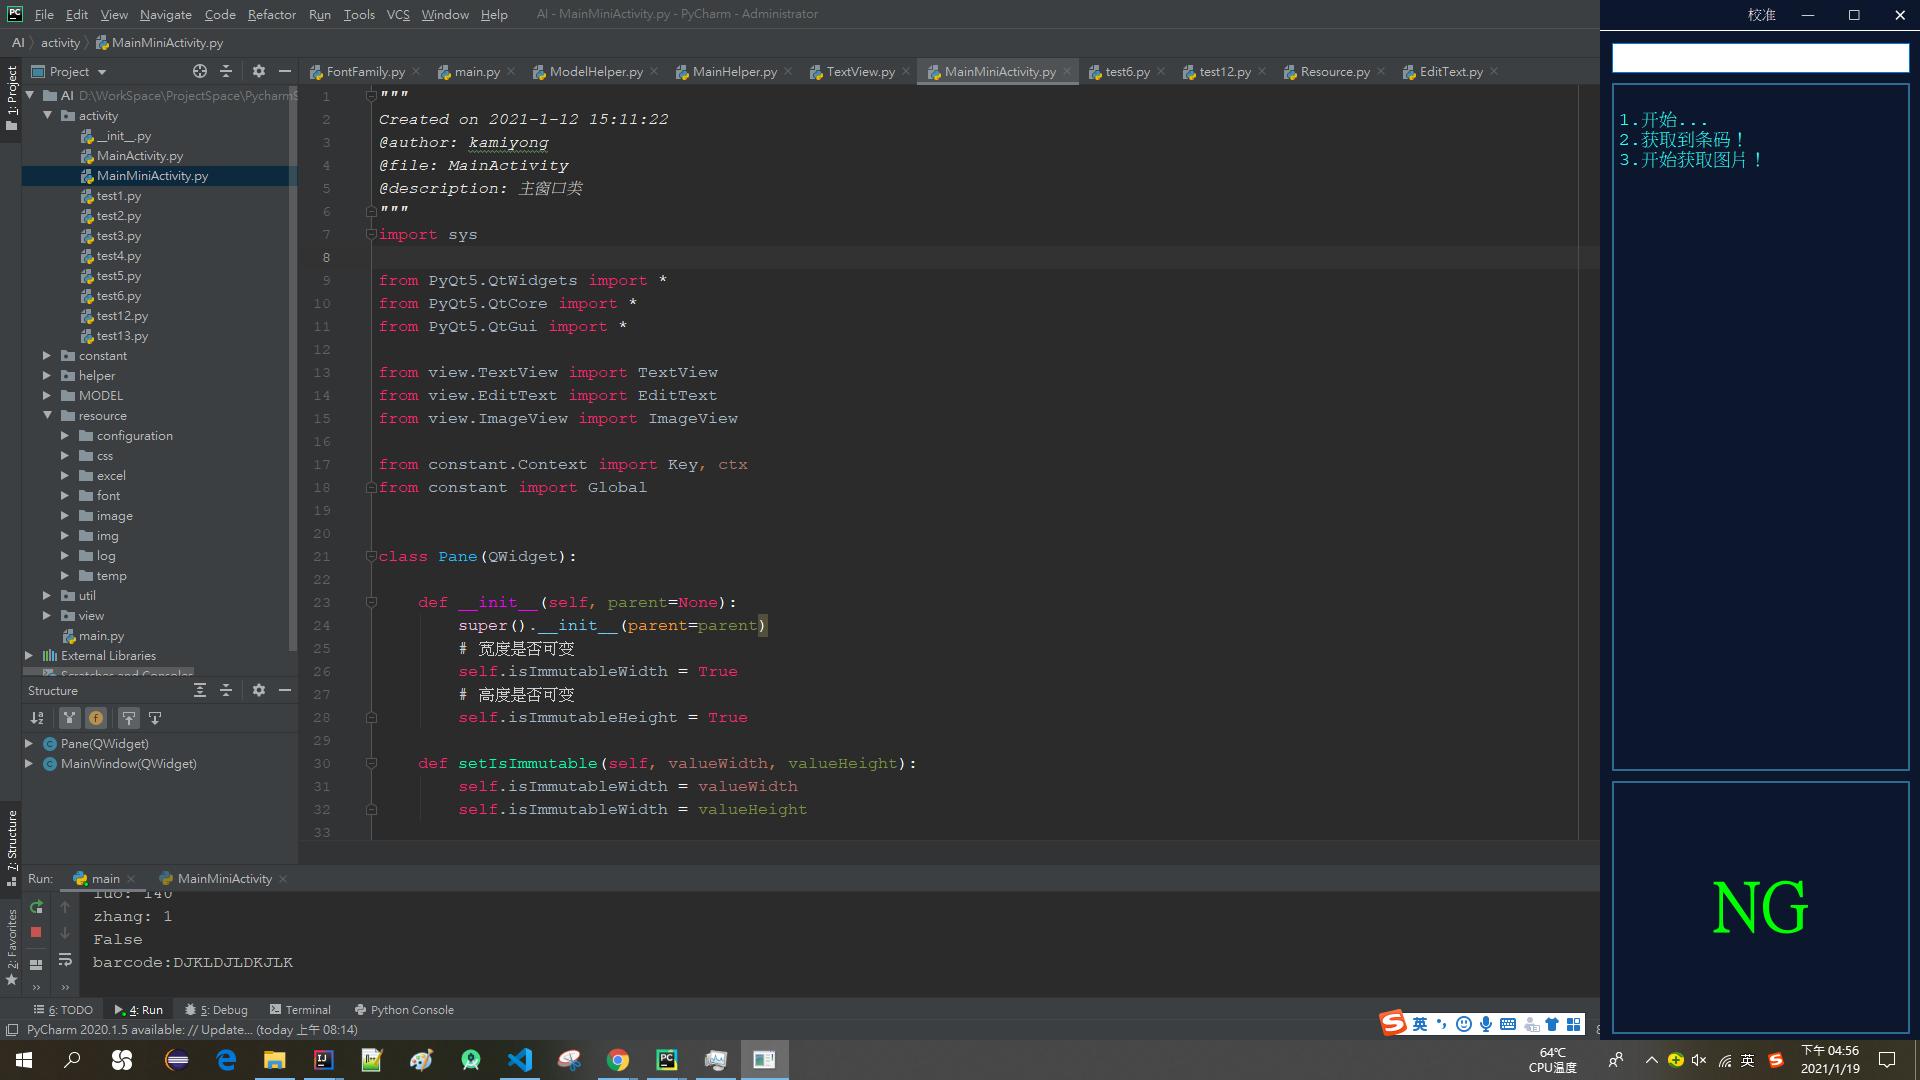 File Edit View Navigate Code Refactor Run Tools VCS Window Help AI - MainMiniActivity.py - PyCharm - Administrator
校准
AI activity MainMiniActivity.py
Project
FontFamily.py main.py ModelHelper.py MainHelper.py TextView.py MainMiniActivity.py test6.py test12.py Resource.py EditText.py
1: Project
AI D:\WorkSpace\ProjectSpace\PycharmS
activity
__init__.py
MainActivity.py
MainMiniActivity.py
test1.py
test2.py
test3.py
test4.py
test5.py
test6.py
test12.py
test13.py
constant
helper
MODEL
resource
configuration
css
excel
font
image
img
log
temp
util
view
main.py
External Libraries
Scratches and Consoles
Structure
Pane(QWidget)
MainWindow(QWidget)
7: Structure
2: Favorites
1 """
2 Created on 2021-1-12 15:11:22
3 @author: kamiyong
4 @file: MainActivity
5 @description: 主窗口类
6 """
7 import sys
8
9 from PyQt5.QtWidgets import *
10 from PyQt5.QtCore import *
11 from PyQt5.QtGui import *
12
13 from view.TextView import TextView
14 from view.EditText import EditText
15 from view.ImageView import ImageView
16
17 from constant.Context import Key, ctx
18 from constant import Global
19
20
21 class Pane(QWidget):
22
23 def __init__(self, parent=None):
24 super().__init__(parent=parent)
25 # 宽度是否可变
26 self.isImmutableWidth = True
27 # 高度是否可变
28 self.isImmutableHeight = True
29
30 def setIsImmutable(self, valueWidth, valueHeight):
31 self.isImmutableWidth = valueWidth
32 self.isImmutableWidth = valueHeight
33
1.开始...
2.获取到条码！
3.开始获取图片！
NG
Run: main MainMiniActivity
luo: 140
zhang: 1
False
barcode:DJKLDJLDKJLK
6: TODO 4: Run 5: Debug Terminal Python Console
PyCharm 2020.1.5 available: // Update... (today 上午 08:14)
英
64℃
CPU温度
英
下午 04:56
2021/1/19